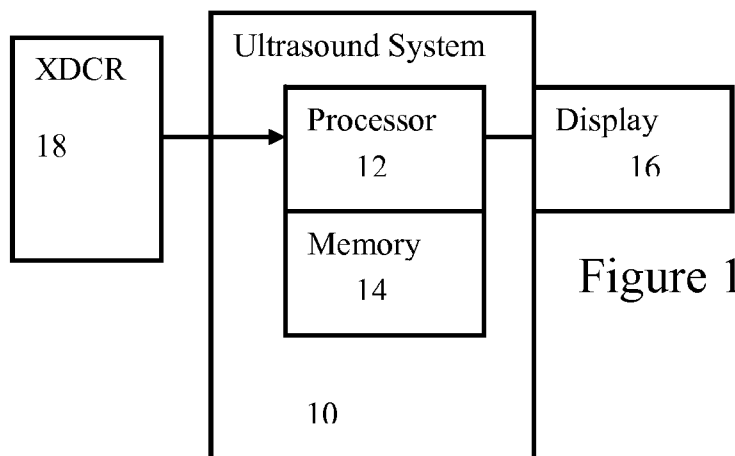 Ultrasound System
XDCR
18
Processor
12
Display
16
Memory
14
Figure 1
10